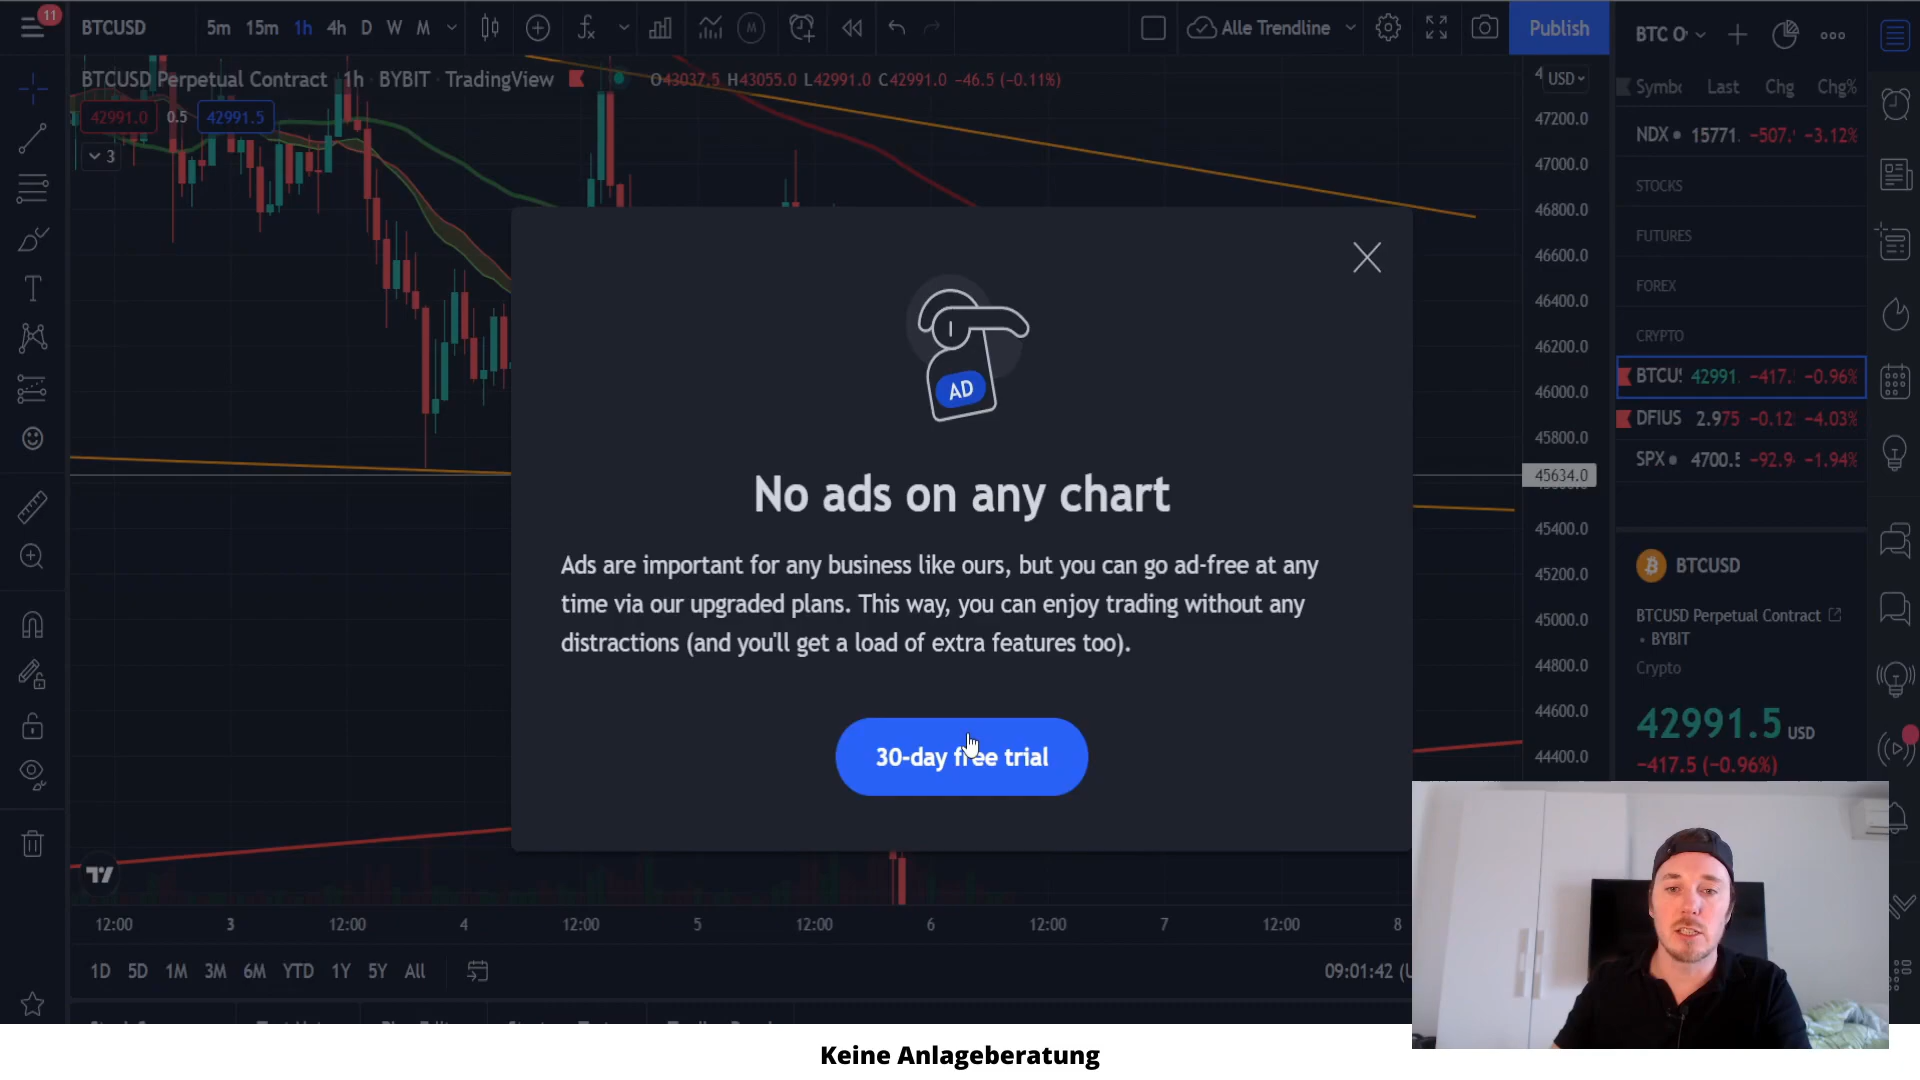 11
BTCUSD 5m 15m 1h 4h D W M
Alle Trendline
Publish
BTC O
BTCUSD Perpetual Contract 1h · BYBIT · TradingView
O43037.5 H43055.0 L42991.0 C42991.0 −46.5 (−0.11%)
42991.0 0.5 42991.5
3
USD
47200.0
47000.0
46800.0
46600.0
46400.0
46200.0
46000.0
45800.0
45634.0
45400.0
45200.0
45000.0
44800.0
44600.0
44400.0
Last Chg Chg%
NDX 15771. −507. −3.12%
STOCKS
FUTURES
FOREX
CRYPTO
BTCUS 42991. −417. −0.96%
DFIUS 2.975 −0.12 −4.03%
SPX 4700.5 −92.9 −1.94%
BTCUSD
BTCUSD Perpetual Contract
• BYBIT
Crypto
42991.5 USD
−417.5 (−0.96%)
AD
No ads on any chart
Ads are important for any business like ours, but you can go ad-free at any
time via our upgraded plans. This way, you can enjoy trading without any
distractions (and you'll get a load of extra features too).
30-day free trial
12:00 3 12:00 4 12:00 5 12:00 6 12:00 7 12:00 8
1D 5D 1M 3M 6M YTD 1Y 5Y All
09:01:42
Keine Anlageberatung